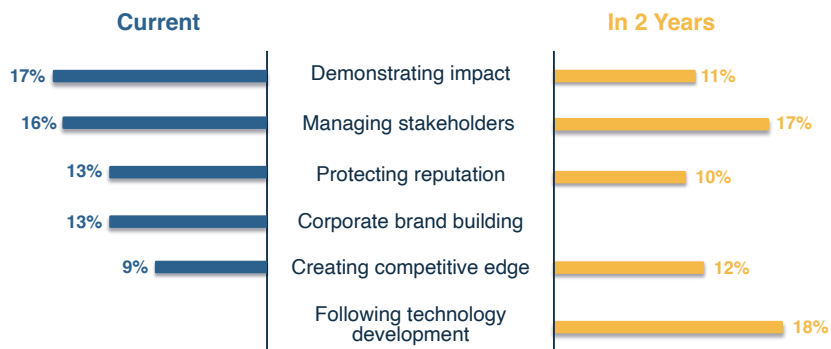 Current
In 2 Years
17%
Demonstrating impact
11%
16%
Managing stakeholders
17%
13%
Protecting reputation
10%
13%
Corporate brand building
9%
Creating competitive edge
12%
Following technology
development
18%